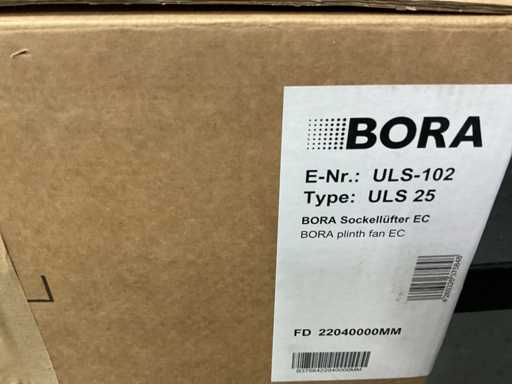 BORA
E-Nr.: ULS-102
Type: ULS 25
BORA Sockellüfter EC
BORA plinth fan EC
FD 22040000MM